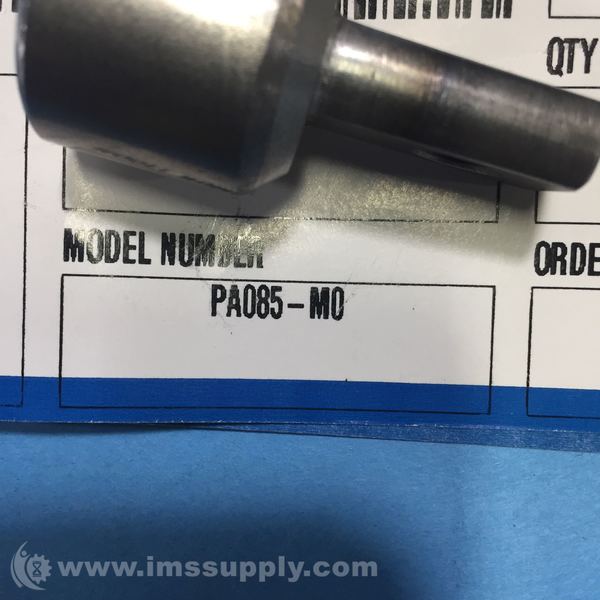 QTY
MODEL NUMBER
ORDE
PA085-M0
www.imssupply.com